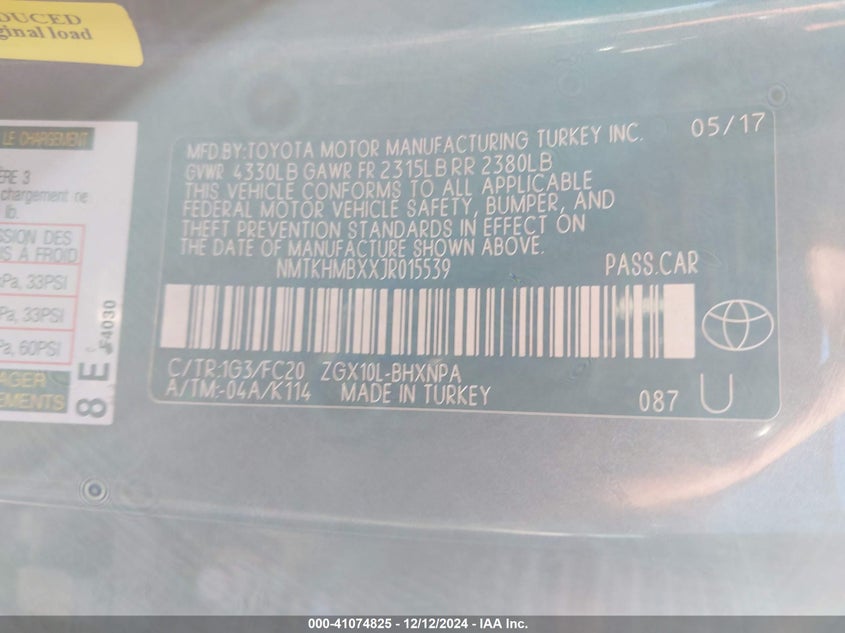 DUCED
ginal load
LE CHARGEMENT
ÈRE 3
chargement ne
lb.
SSION DES
S À FROID
Pa, 33PSI
Pa, 33PSI
Pa, 60PSI
AGER
EMENTS
8 E
F4030
MFD.BY:TOYOTA MOTOR MANUFACTURING TURKEY INC. 05/17
GVWR 4330LB GAWR FR 2315LB RR 2380LB
THIS VEHICLE CONFORMS TO ALL APPLICABLE
FEDERAL MOTOR VEHICLE SAFETY, BUMPER, AND
THEFT PREVENTION STANDARDS IN EFFECT ON
THE DATE OF MANUFACTURE SHOWN ABOVE.
NMTKHMBXXJR015539 PASS.CAR
C/TR:1G3/FC20 ZGX10L-BHXNPA
A/TM:-04A/K114 MADE IN TURKEY 087 U
000-41074825 - 12/12/2024 - IAA Inc.